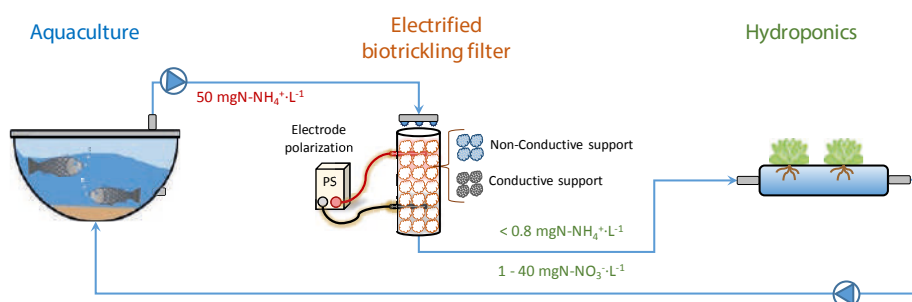 Aquaculture
Electrified
biotrickling filter
Hydroponics
50 mgN-NH₄⁺·L⁻¹
Electrode
polarization
PS
Non-Conductive support
Conductive support
< 0.8 mgN-NH₄⁺·L⁻¹
1 - 40 mgN-NO₃⁻·L⁻¹